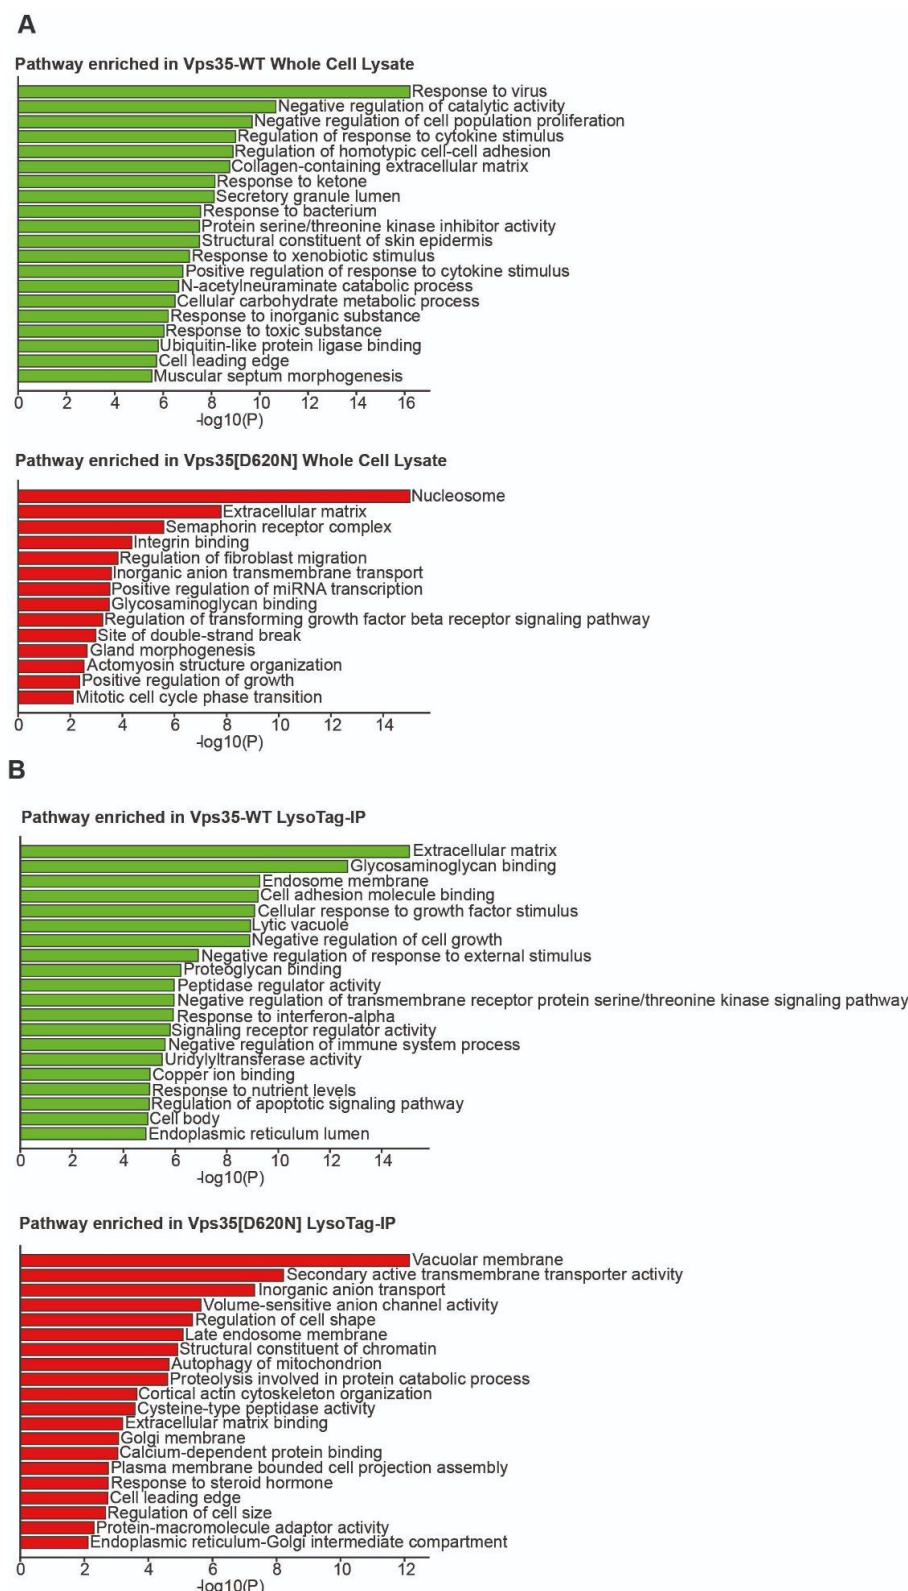 A
Pathway enriched in Vps35-WT Whole Cell Lysate
Response to virus
Negative regulation of catalytic activity
Negative regulation of cell population proliferation
Regulation of response to cytokine stimulus
Regulation of homotypic cell-cell adhesion
Collagen-containing extracellular matrix
Response to ketone
Secretory granule lumen
Response to bacterium
Protein serine/threonine kinase inhibitor activity
Structural constituent of skin epidermis
Response to xenobiotic stimulus
Positive regulation of response to cytokine stimulus
N-acetylneuraminate catabolic process
Cellular carbohydrate metabolic process
Response to inorganic substance
Response to toxic substance
Ubiquitin-like protein ligase binding
Cell leading edge
Muscular septum morphogenesis
0 2 4 6 8 10 12 14 16
-log10(P)
Pathway enriched in Vps35[D620N] Whole Cell Lysate
Nucleosome
Extracellular matrix
Semaphorin receptor complex
Integrin binding
Regulation of fibroblast migration
Inorganic anion transmembrane transport
Positive regulation of miRNA transcription
Glycosaminoglycan binding
Regulation of transforming growth factor beta receptor signaling pathway
Site of double-strand break
Gland morphogenesis
Actomyosin structure organization
Positive regulation of growth
Mitotic cell cycle phase transition
0 2 4 6 8 10 12 14
-log10(P)
B
Pathway enriched in Vps35-WT LysoTag-IP
Extracellular matrix
Glycosaminoglycan binding
Endosome membrane
Cell adhesion molecule binding
Cellular response to growth factor stimulus
Lytic vacuole
Negative regulation of cell growth
Negative regulation of response to external stimulus
Proteoglycan binding
Peptidase regulator activity
Negative regulation of transmembrane receptor protein serine/threonine kinase signaling pathway
Response to interferon-alpha
Signaling receptor regulator activity
Negative regulation of immune system process
Uridylyltransferase activity
Copper ion binding
Response to nutrient levels
Regulation of apoptotic signaling pathway
Cell body
Endoplasmic reticulum lumen
0 2 4 6 8 10 12 14
-log10(P)
Pathway enriched in Vps35[D620N] LysoTag-IP
Vacuolar membrane
Secondary active transmembrane transporter activity
Inorganic anion transport
Volume-sensitive anion channel activity
Regulation of cell shape
Late endosome membrane
Structural constituent of chromatin
Autophagy of mitochondrion
Proteolysis involved in protein catabolic process
Cortical actin cytoskeleton organization
Cysteine-type peptidase activity
Extracellular matrix binding
Golgi membrane
Calcium-dependent protein binding
Plasma membrane bounded cell projection assembly
Response to steroid hormone
Cell leading edge
Regulation of cell size
Protein-macromolecule adaptor activity
Endoplasmic reticulum-Golgi intermediate compartment
0 2 4 6 8 10 12
-log10(P)